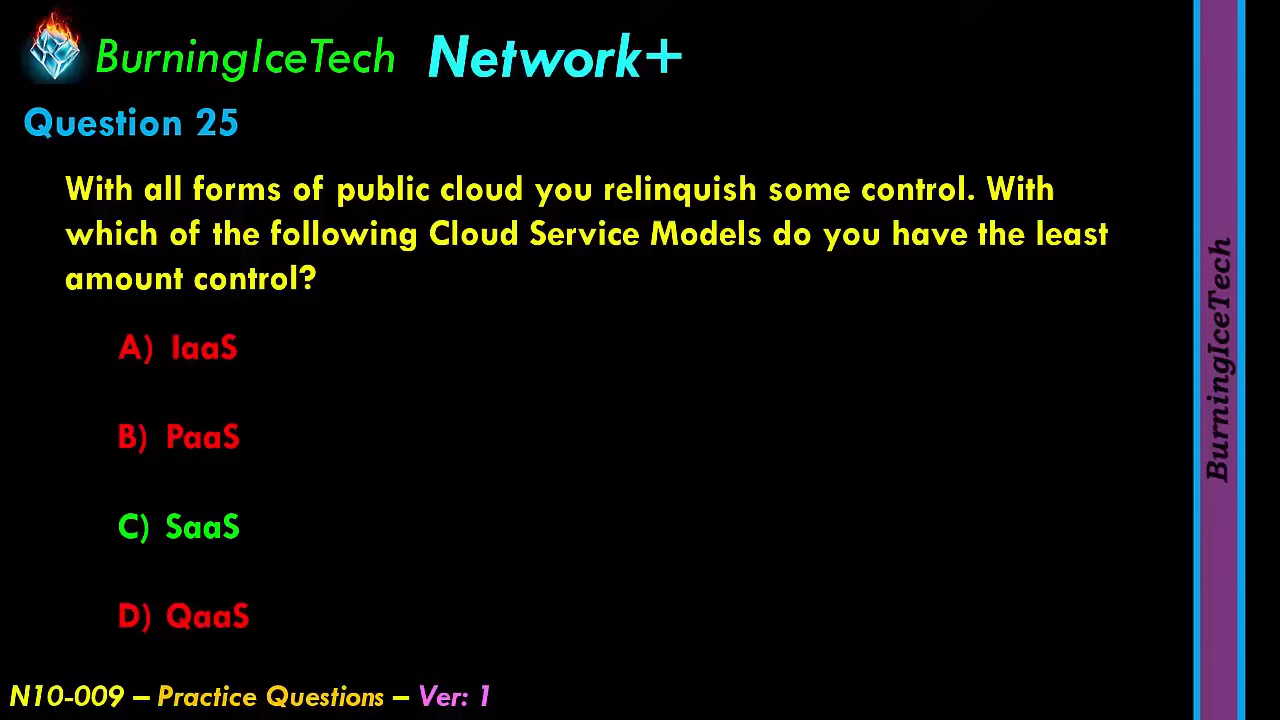 BurningIceTech Network+
Question 25
With all forms of public cloud you relinquish some control. With
which of the following Cloud Service Models do you have the least
amount control?
A) IaaS
B) PaaS
C) SaaS
D) QaaS
N10-009 – Practice Questions – Ver: 1
BurningIceTech